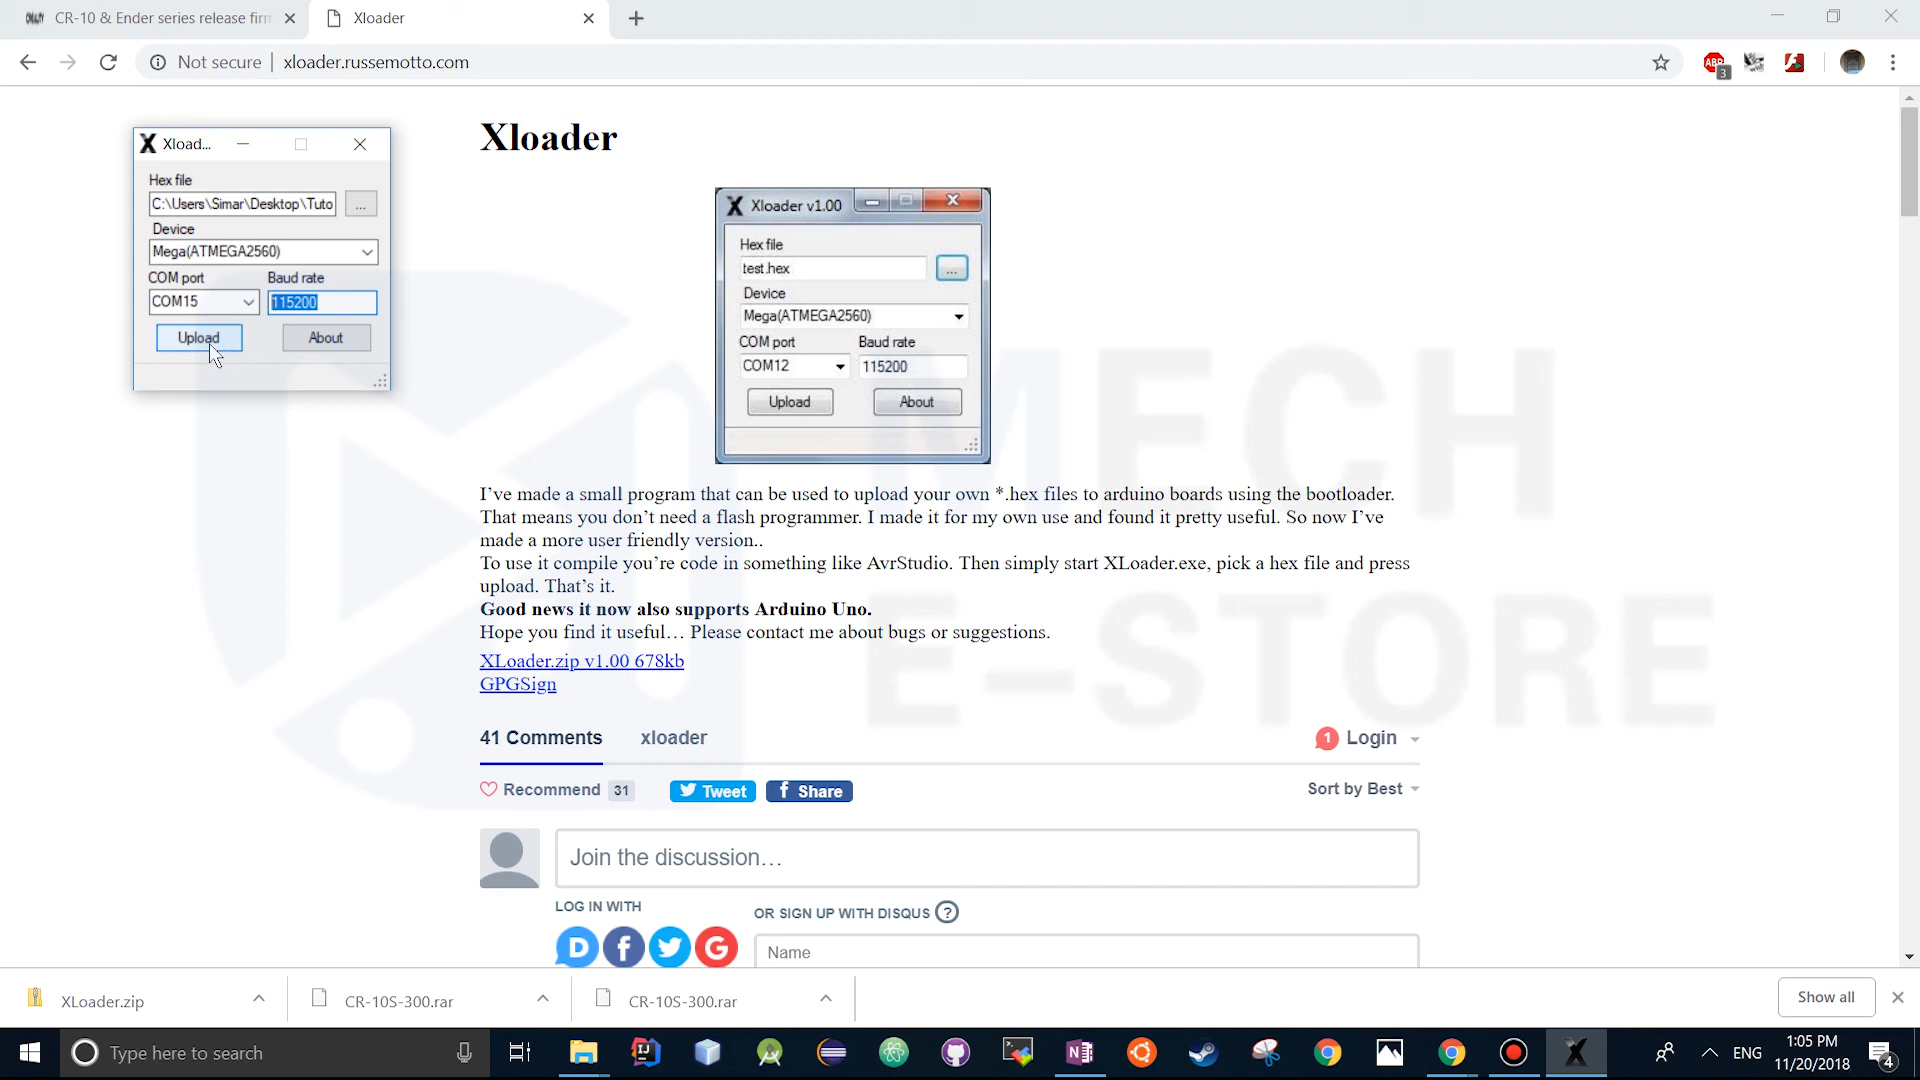 CR-10 & Ender series release firm
Xloader
Not secure
xloader.russemotto.com
ABP
3
Xload...
Hex file
C:\Users\Simar\Desktop\Tuto
...
Device
Mega(ATMEGA2560)
COM port
Baud rate
COM15
115200
Upload
About
Xloader
Xloader v1.00
Hex file
test.hex
...
Device
Mega(ATMEGA2560)
COM port
Baud rate
COM12
115200
Upload
About
MECH
E-STORE
I've made a small program that can be used to upload your own *.hex files to arduino boards using the bootloader.
That means you don't need a flash programmer. I made it for my own use and found it pretty useful. So now I've
made a more user friendly version..
To use it compile you're code in something like AvrStudio. Then simply start XLoader.exe, pick a hex file and press
upload. That's it.
Good news it now also supports Arduino Uno.
Hope you find it useful… Please contact me about bugs or suggestions.
XLoader.zip v1.00 678kb
GPGSign
41 Comments
xloader
1
Login
Recommend
31
Tweet
Share
Sort by Best
Join the discussion…
LOG IN WITH
OR SIGN UP WITH DISQUS ?
D
f
G
Name
XLoader.zip
CR-10S-300.rar
CR-10S-300.rar
Show all
Type here to search
IJ
N
ENG
1:05 PM
11/20/2018
4